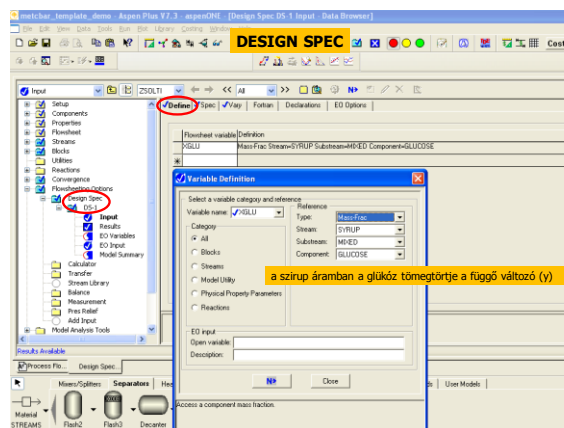 metcbar_template_demo - Aspen Plus V7.3 - aspenONE - [Design Spec DS-1 Input - Data Browser]
File Edit View Data Tools Run Plot Library
DESIGN SPEC
Cost
Input
ZSOLTI
All
N>
Setup
Components
Properties
Flowsheet
Streams
Blocks
Utilities
Reactions
Convergence
Flowsheeting Options
Design Spec
DS-1
Input
Results
EO Variables
EO Input
Model Summary
Calculator
Transfer
Stream Library
Balance
Measurement
Pres Relief
Add Input
Model Analysis Tools
Define Spec Vary Fortran Declarations EO Options
Flowsheet variable Definition
XGLU Mass-Frac Stream=SYRUP Substream=MIXED Component=GLUCOSE
Variable Definition
Select a variable category and reference
Variable name: XGLU
Category
All
Blocks
Streams
Model Utility
Physical Property Parameters
Reactions
Reference
Type: Mass-Frac
Stream: SYRUP
Substream: MIXED
Component: GLUCOSE
a szirup áramban a glükóz tömegtörtje a függő változó (y)
EO input
Open variable:
Description:
N> Close
Access a component mass fraction.
Results Available
Process Flo... Design Spec...
Mixers/Splitters Separators User Models
Material
STREAMS Flash2 Flash3 Decanter